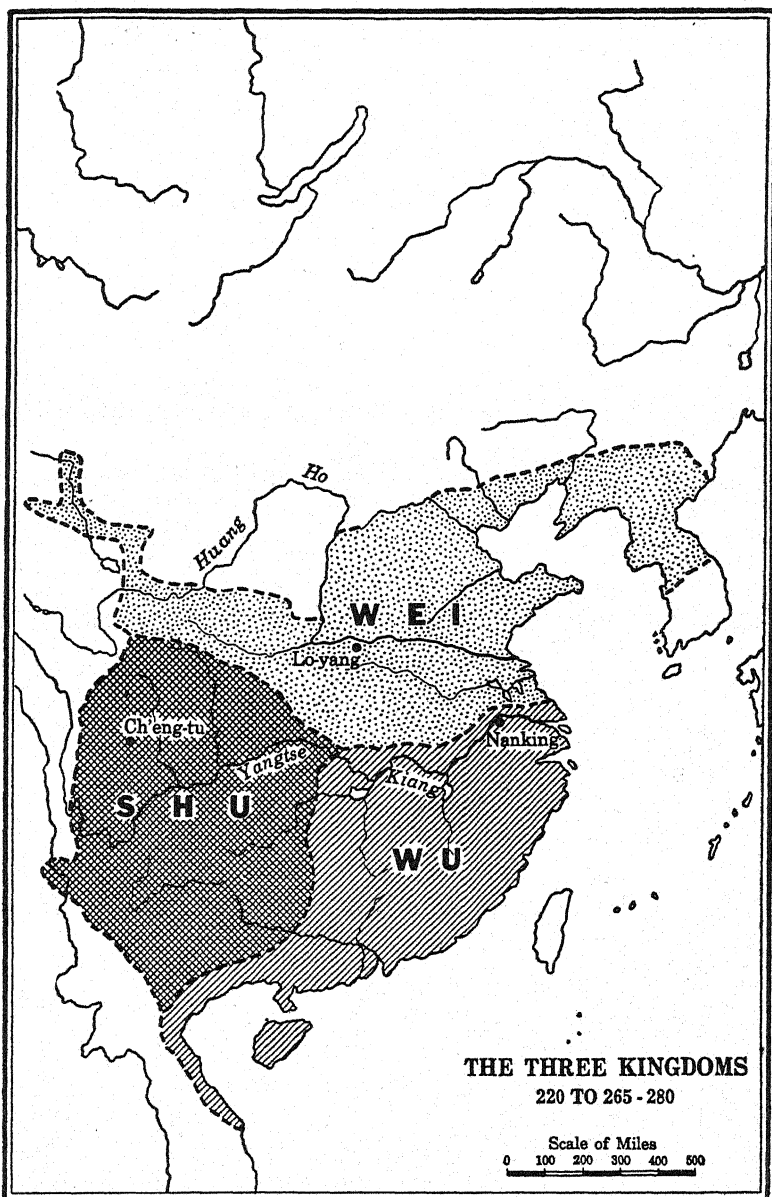 Ho
Huang
W E I
Lo-yang
Ch'eng-tu
Nanking
Yangtse
Kiang
S H U
W U
THE THREE KINGDOMS
220 TO 265 - 280
Scale of Miles
0 100 200 300 400 500